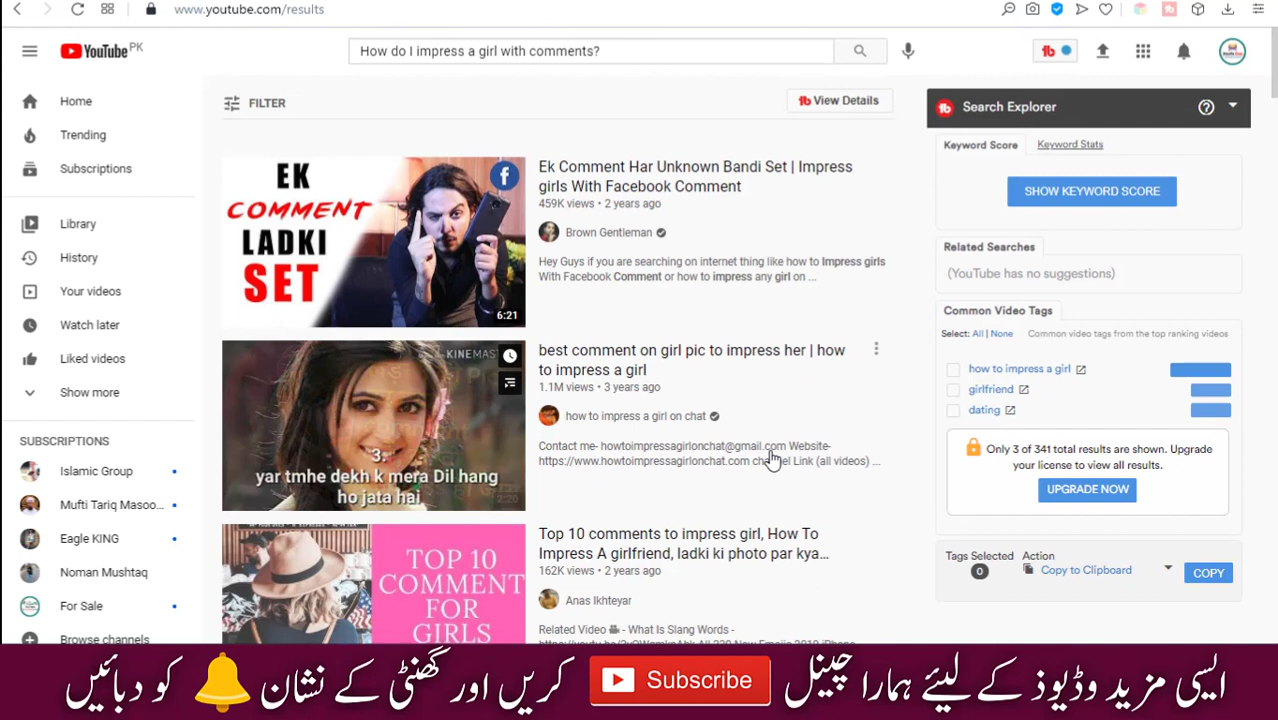 www.youtube.com/results
YouTube PK
How do I impress a girl with comments?
Home
Trending
Subscriptions
Library
History
Your videos
Watch later
Liked videos
Show more
SUBSCRIPTIONS
Islamic Group
Mufti Tariq Masoo...
Eagle KING
Noman Mushtaq
For Sale
Browse channels
FILTER
View Details
EK
COMMENT
LADKI
SET
6:21
Ek Comment Har Unknown Bandi Set | Impress
girls With Facebook Comment
459K views • 2 years ago
Brown Gentleman
Hey Guys if you are searching on internet thing like how to Impress girls
With Facebook Comment or how to impress any girl on ...
KINEMAS
3.
yar tmhe dekh k mera Dil hang
ho jata hai
best comment on girl pic to impress her | how
to impress a girl
1.1M views • 3 years ago
how to impress a girl on chat
Contact me- howtoimpressagirlonchat@gmail.com Website-
https://www.howtoimpressagirlonchat.com channel Link (all videos) ...
TOP 10
COMMENT
FOR
GIRLS
Top 10 comments to impress girl, How To
Impress A girlfriend, ladki ki photo par kya...
162K views • 2 years ago
Anas Ikhteyar
Related Video - What Is Slang Words -
Search Explorer
Keyword Score
Keyword Stats
SHOW KEYWORD SCORE
Related Searches
(YouTube has no suggestions)
Common Video Tags
Select: All | None Common video tags from the top ranking videos
how to impress a girl
girlfriend
dating
Only 3 of 341 total results are shown. Upgrade
your license to view all results.
UPGRADE NOW
Tags Selected
0
Action
Copy to Clipboard
COPY
ایسی مزید وڈیوذ کے لیئے ہمارا چینل Subscribe کریں اور گھنٹی کے نشان کو دبائیں